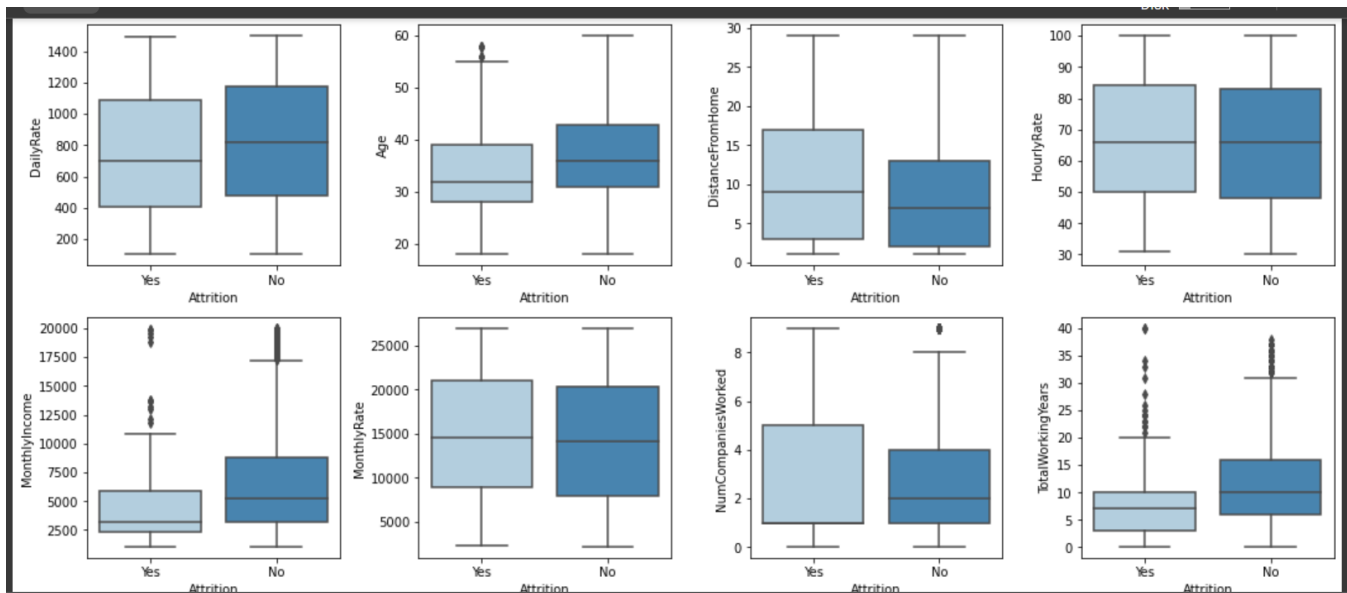 Disk
DailyRate
1400
1200
1000
800
600
400
200
Yes
No
Attrition
Age
60
50
40
30
20
Yes
No
Attrition
DistanceFromHome
30
25
20
15
10
5
0
Yes
No
Attrition
HourlyRate
100
90
80
70
60
50
40
30
Yes
No
Attrition
MonthlyIncome
20000
17500
15000
12500
10000
7500
5000
2500
Yes
No
Attrition
MonthlyRate
25000
20000
15000
10000
5000
Yes
No
Attrition
NumCompaniesWorked
8
6
4
2
0
Yes
No
Attrition
TotalWorkingYears
40
35
30
25
20
15
10
5
0
Yes
No
Attrition